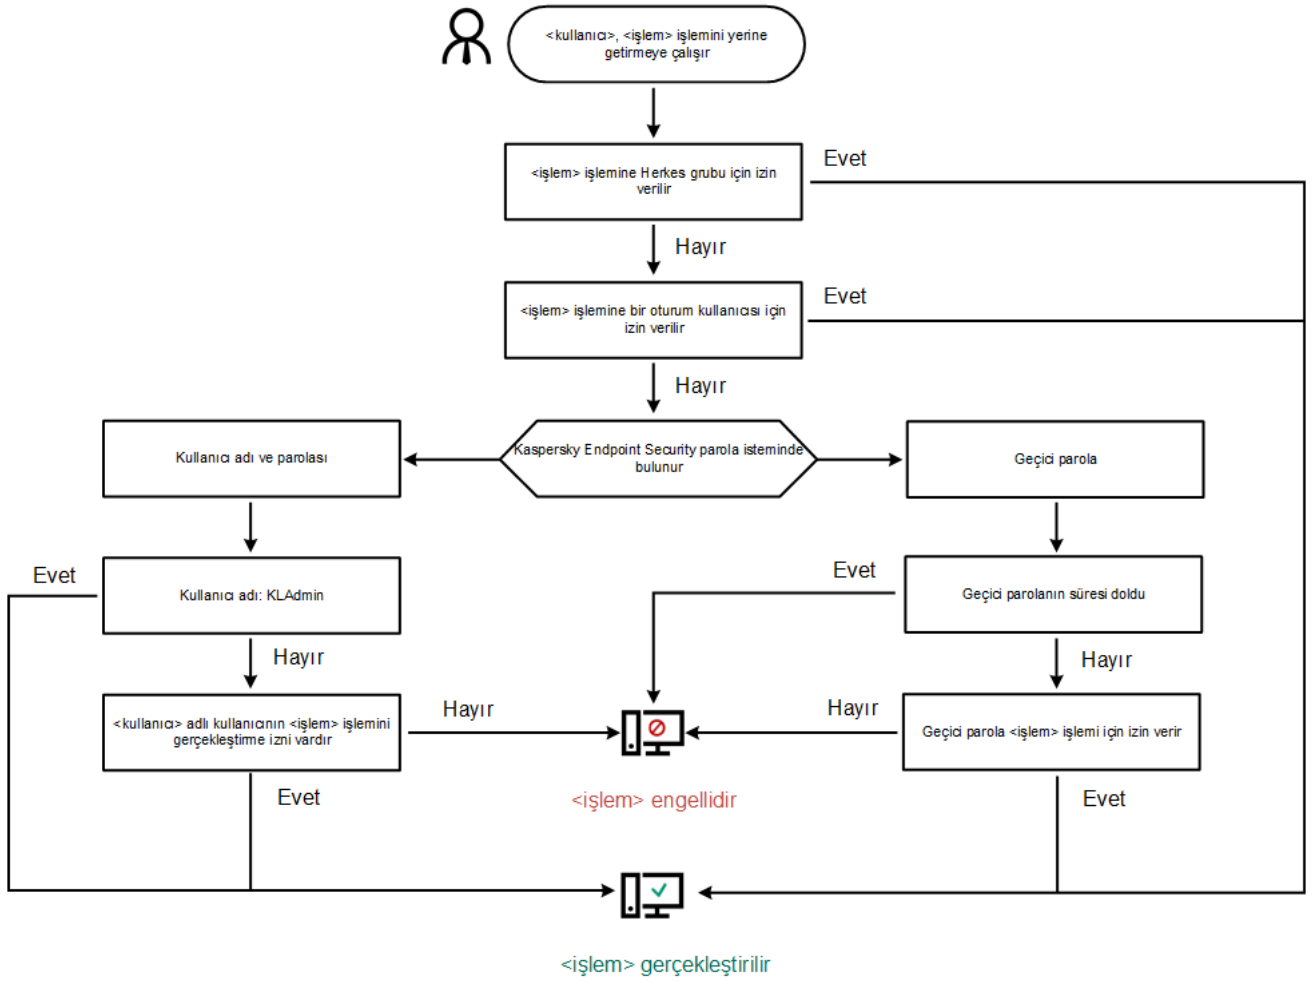 <kullanıcı>, <işlem> işlemini yerine
getirmeye çalışır
Evet
<işlem> işlemine Herkes grubu için izin
verilir
Hayır
Evet
<işlem> işlemine bir oturum kullanıcısı için
izin verilir
Hayır
Kullanıcı adı ve parolası
Kaspersky Endpoint Security parola isteminde
bulunur
Geçici parola
Evet
Kullanıcı adı: KLAdmin
Evet
Geçici parolanın süresi doldu
Hayır
Hayır
<kullanıcı> adlı kullanıcının <işlem> işlemini
gerçekleştirme izni vardır
Hayır
Hayır
Geçici parola <işlem> işlemi için izin verir
Evet
<işlem> engellidir
Evet
<işlem> gerçekleştirilir